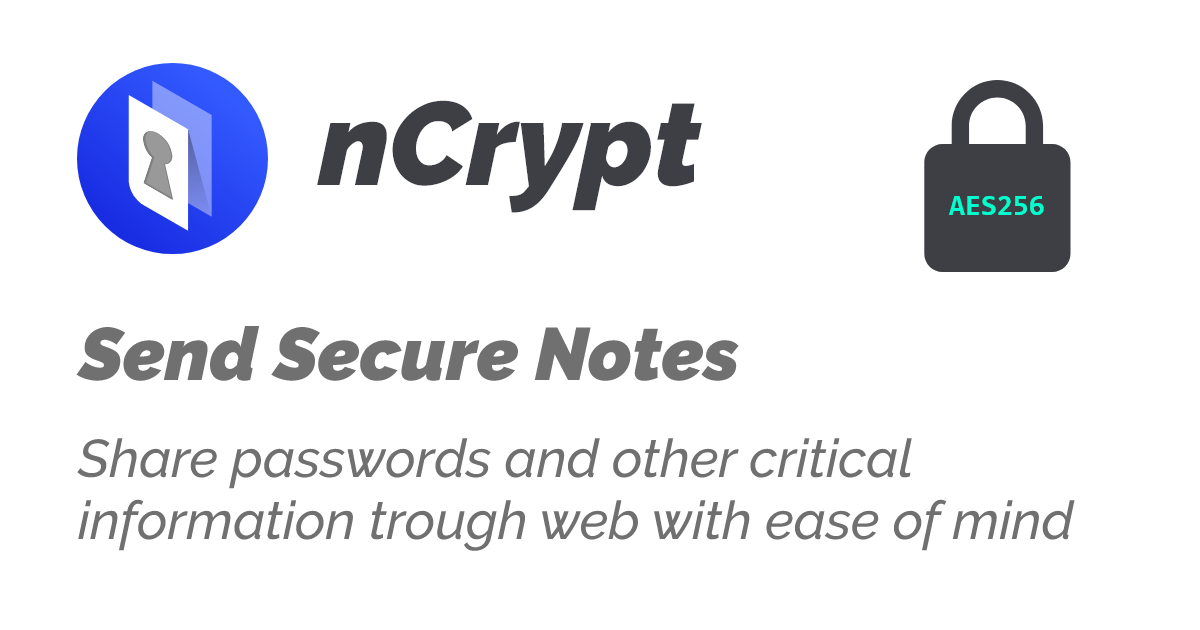 nCrypt
AES256
Send Secure Notes
Share passwords and other critical
information trough web with ease of mind